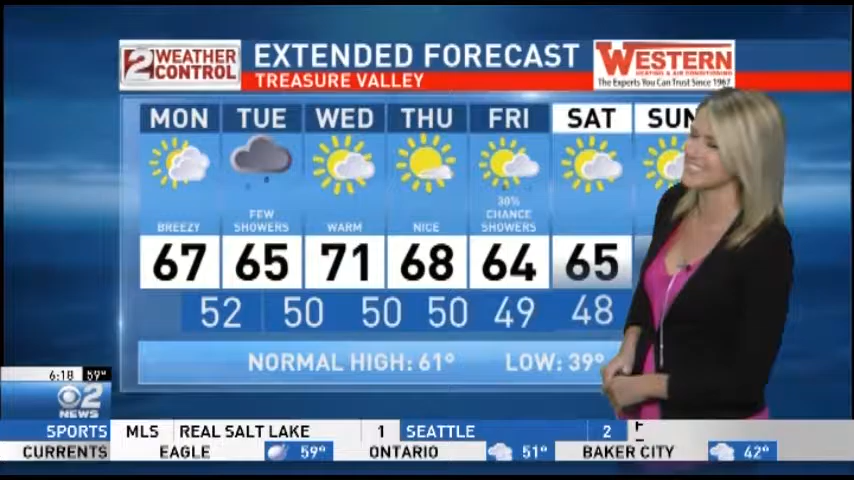 2 WEATHER CONTROL
EXTENDED FORECAST
TREASURE VALLEY
WESTERN
HEATING & AIR CONDITIONING
The Experts You Can Trust Since 1967
MON TUE WED THU FRI SAT SUN
BREEZY
FEW SHOWERS
WARM
NICE
30% CHANCE SHOWERS
67 65 71 68 64 65
52 50 50 50 49 48
NORMAL HIGH: 61° LOW: 39°
6:18 59°
2 NEWS
SPORTS MLS REAL SALT LAKE 1 SEATTLE 2
CURRENTS EAGLE 59° ONTARIO 51° BAKER CITY 42°